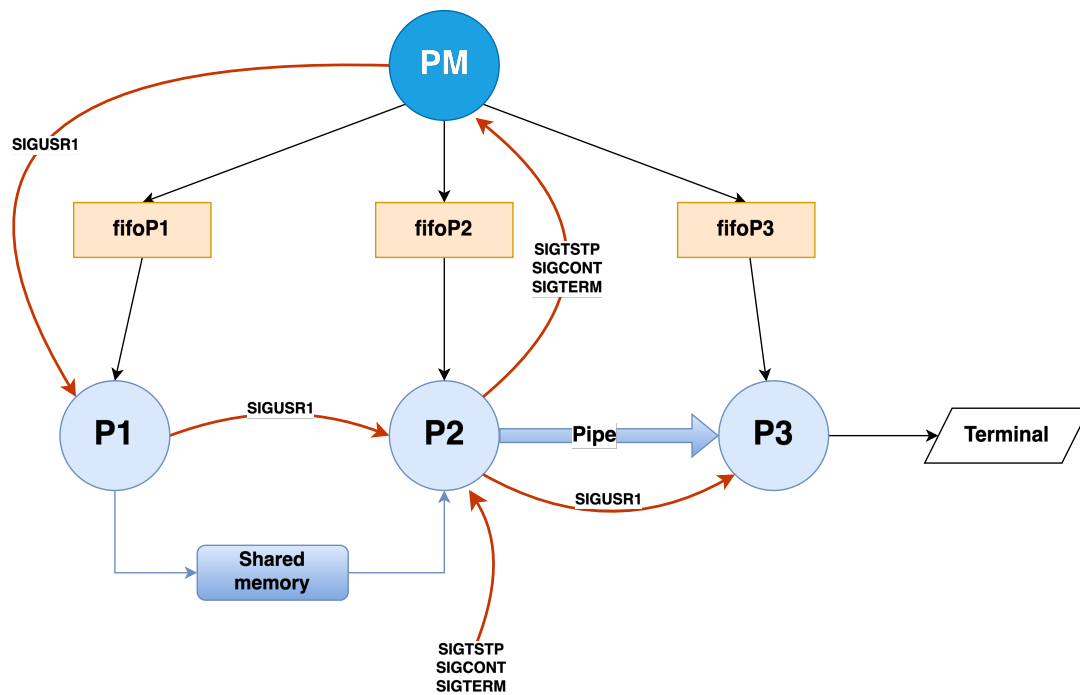 PM
SIGUSR1
fifoP1
fifoP2
fifoP3
SIGTSTP
SIGCONT
SIGTERM
P1
SIGUSR1
P2
Pipe
P3
Terminal
SIGUSR1
Shared
memory
SIGTSTP
SIGCONT
SIGTERM